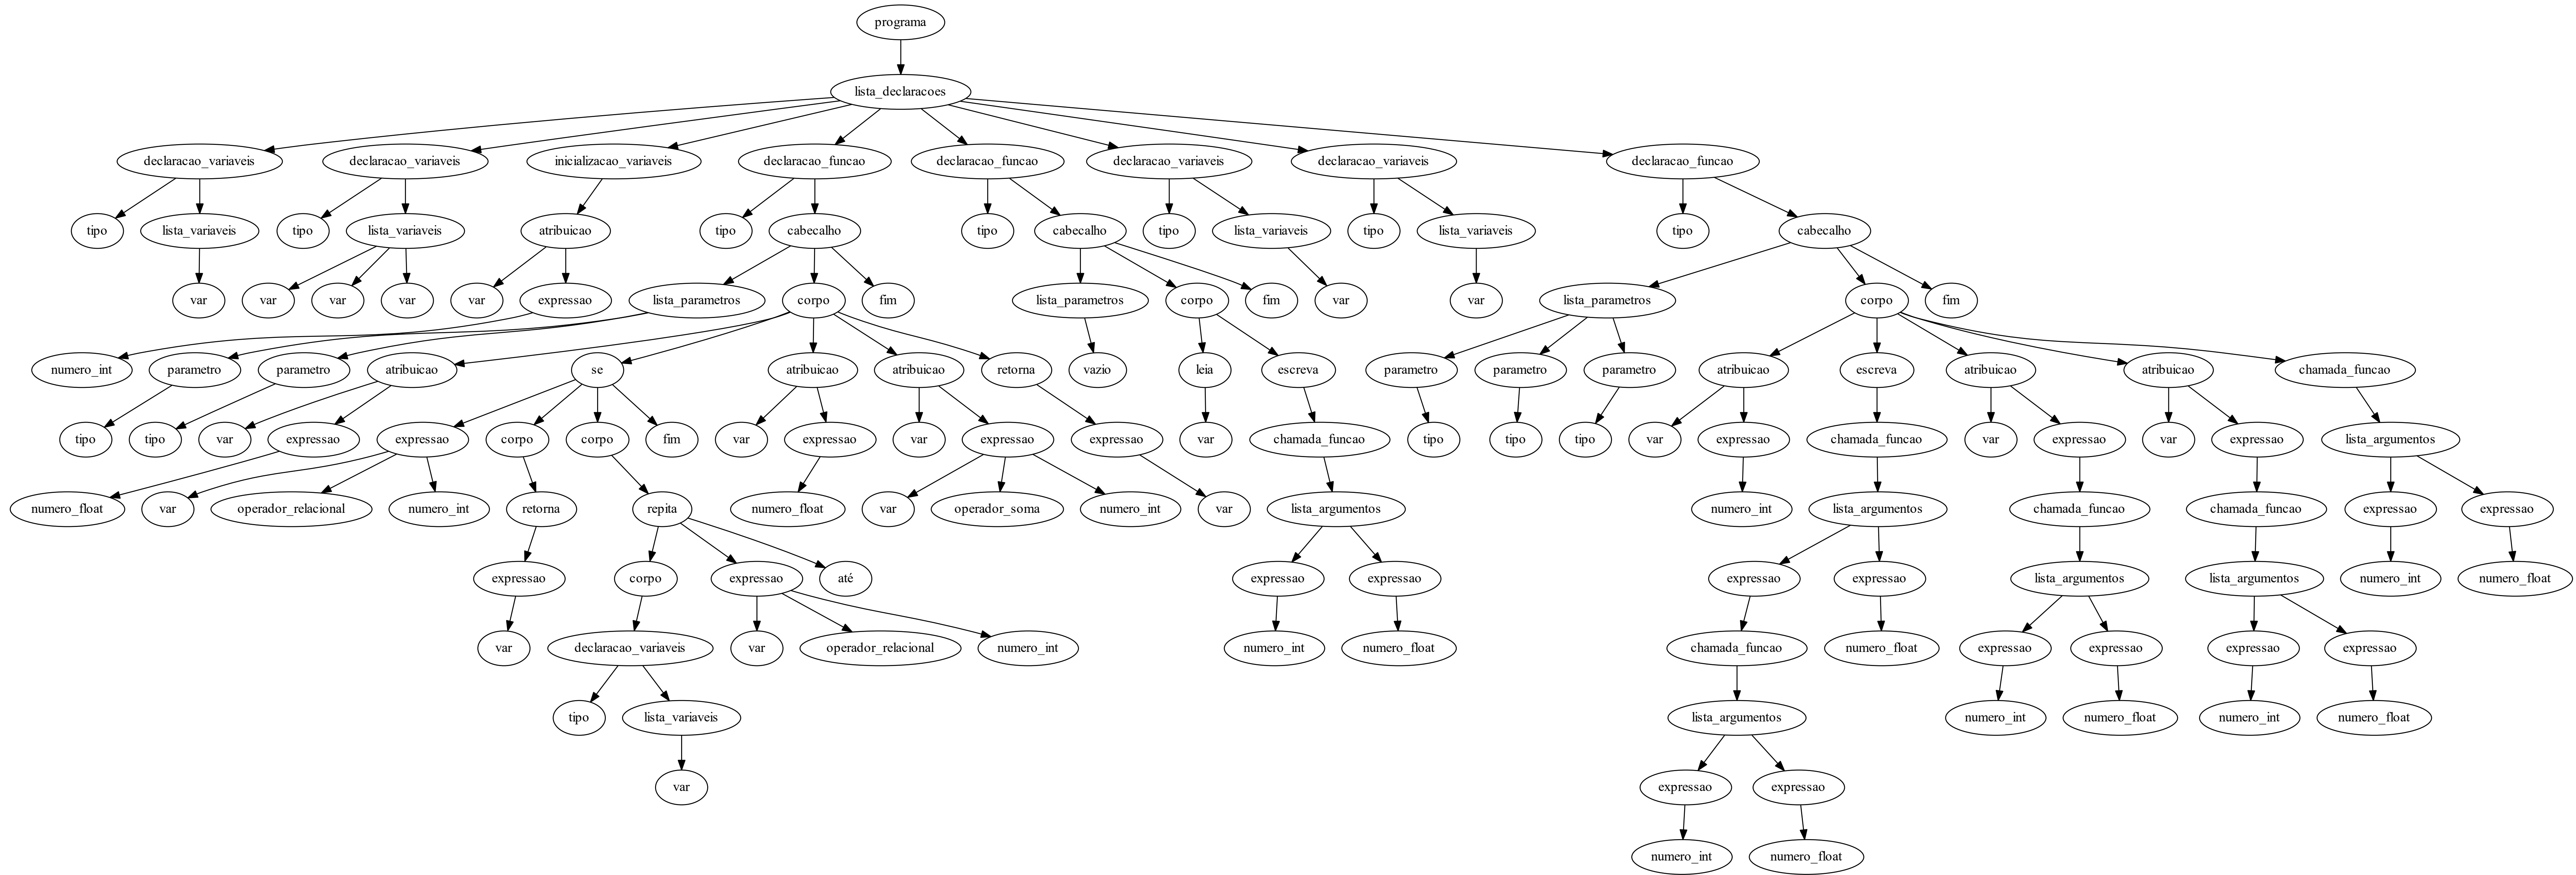 programa
lista_declaracoes
declaracao_variaveis declaracao_variaveis inicializacao_variaveis declaracao_funcao declaracao_funcao declaracao_variaveis declaracao_variaveis declaracao_funcao
tipo lista_variaveis tipo lista_variaveis atribuicao tipo cabecalho tipo cabecalho tipo lista_variaveis tipo lista_variaveis tipo cabecalho
var var var var var expressao lista_parametros corpo fim lista_parametros corpo fim var var lista_parametros corpo fim
numero_int parametro parametro atribuicao se atribuicao atribuicao retorna vazio leia escreva parametro parametro parametro atribuicao escreva atribuicao atribuicao chamada_funcao
tipo tipo var expressao expressao corpo corpo fim var expressao var expressao expressao var chamada_funcao tipo tipo tipo var expressao chamada_funcao var expressao var expressao lista_argumentos
numero_float var operador_relacional numero_int retorna repita numero_float var operador_soma numero_int var lista_argumentos numero_int lista_argumentos chamada_funcao chamada_funcao expressao expressao
expressao corpo expressao até expressao expressao expressao expressao lista_argumentos lista_argumentos numero_int numero_float
var declaracao_variaveis var operador_relacional numero_int numero_int numero_float chamada_funcao numero_float expressao expressao expressao expressao
tipo lista_variaveis lista_argumentos numero_int numero_float numero_int numero_float
var expressao expressao
numero_int numero_float